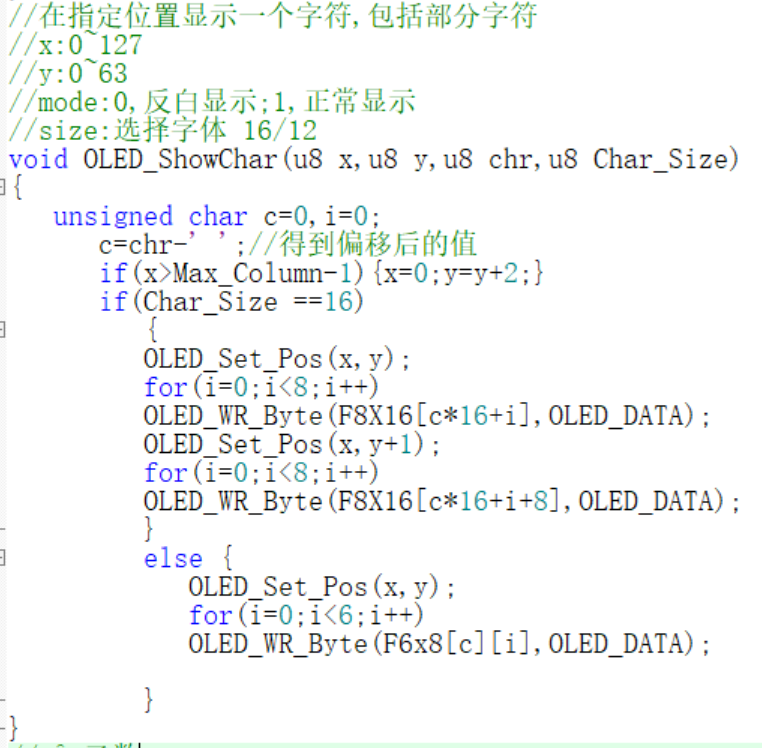 //在指定位置显示一个字符,包括部分字符
//x:0~127
//y:0~63
//mode:0,反白显示;1,正常显示
//size:选择字体 16/12
void OLED_ShowChar(u8 x,u8 y,u8 chr,u8 Char_Size)
{
unsigned char c=0,i=0;
c=chr-' ';//得到偏移后的值
if(x>Max_Column-1){x=0;y=y+2;}
if(Char_Size ==16)
{
OLED_Set_Pos(x,y);
for(i=0;i<8;i++)
OLED_WR_Byte(F8X16[c*16+i],OLED_DATA);
OLED_Set_Pos(x,y+1);
for(i=0;i<8;i++)
OLED_WR_Byte(F8X16[c*16+i+8],OLED_DATA);
}
else {
OLED_Set_Pos(x,y);
for(i=0;i<6;i++)
OLED_WR_Byte(F6x8[c][i],OLED_DATA);
}
}